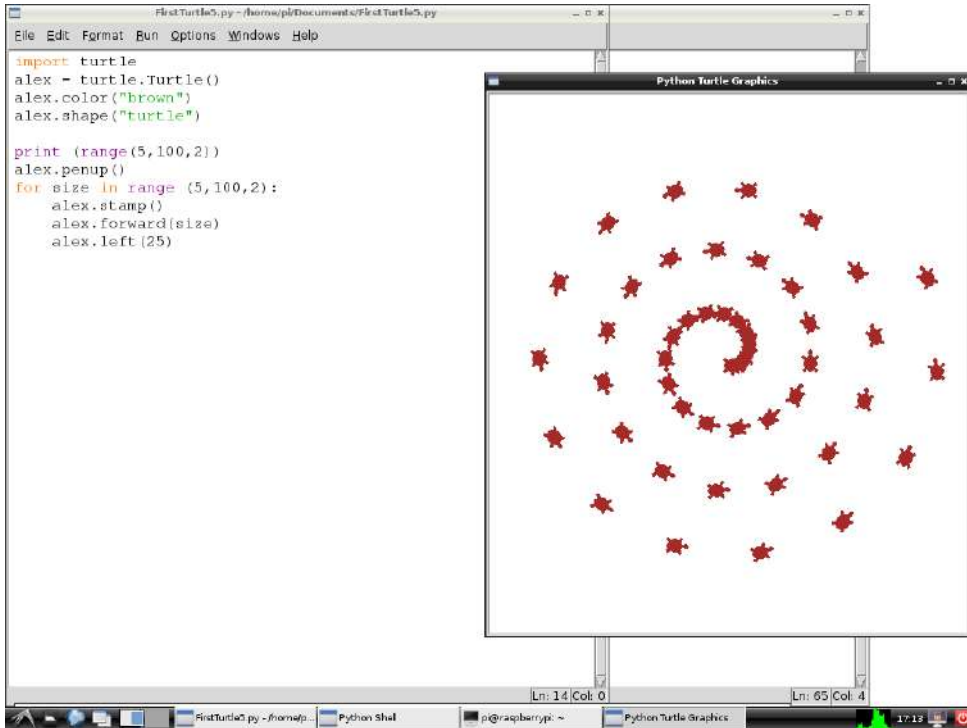 FirstTurtle5.py - /home/pi/Documents/FirstTurtle5.py
File Edit Format Run Options Windows Help
import turtle
alex = turtle.Turtle()
alex.color("brown")
alex.shape("turtle")
print (range(5,100,2))
alex.penup()
for size in range (5,100,2):
alex.stamp()
alex.forward(size)
alex.left(25)
Python Turtle Graphics
Ln: 14 Col: 0
Ln: 65 Col: 4
FirstTurtle5.py - /home/p...
Python Shell
pi@raspberrypi: ~
Python Turtle Graphics
17:13